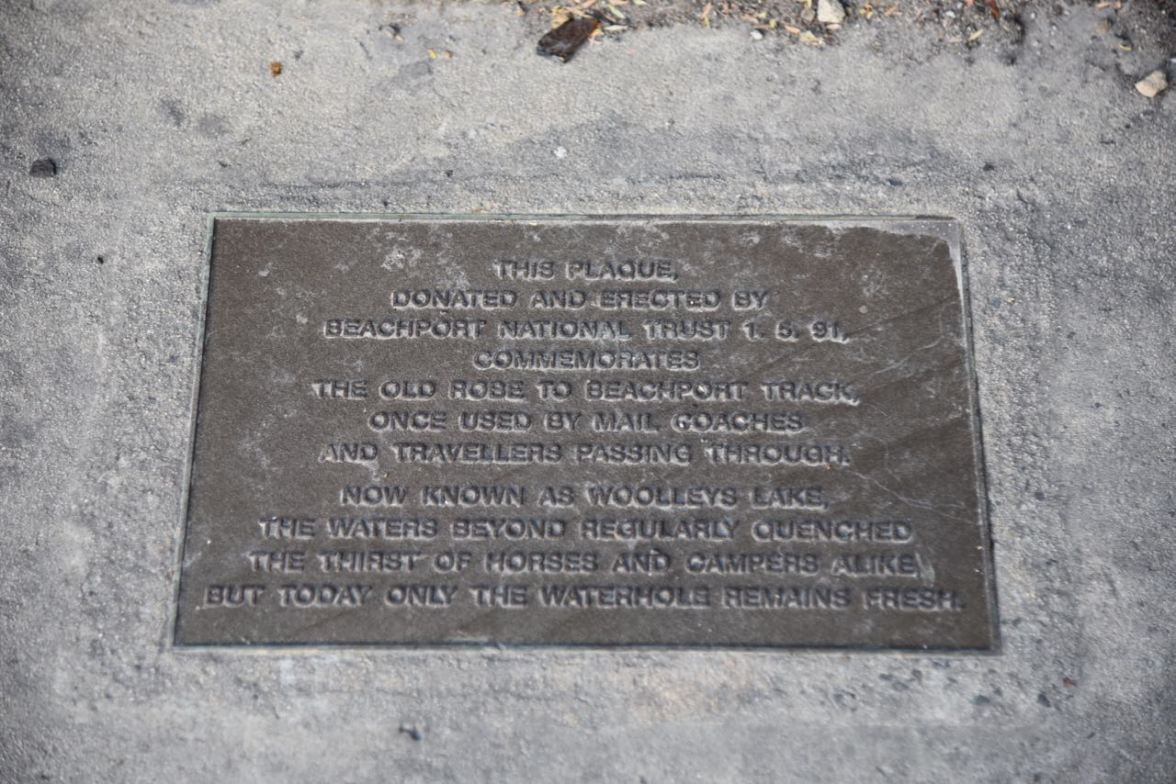 THIS PLAQUE,
DONATED AND ERECTED BY
BEACHPORT NATIONAL TRUST 1. 5. 91,
COMMEMORATES
THE OLD ROBE TO BEACHPORT TRACK,
ONCE USED BY MAIL COACHES
AND TRAVELLERS PASSING THROUGH.
NOW KNOWN AS WOOLLEYS LAKE,
THE WATERS BEYOND REGULARLY QUENCHED
THE THIRST OF HORSES AND CAMPERS ALIKE,
BUT TODAY ONLY THE WATERHOLE REMAINS FRESH.